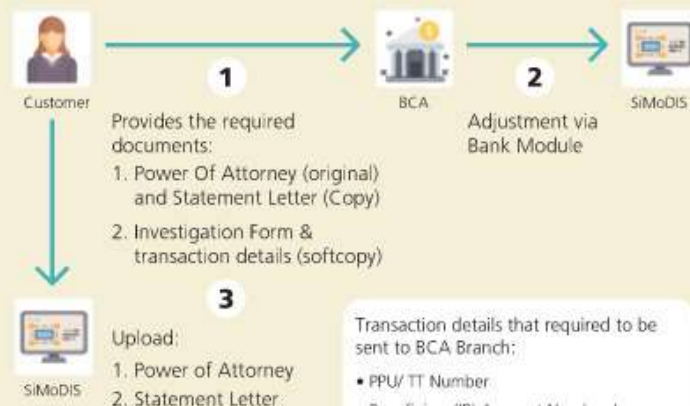 Customer
BCA
SiMoDIS
1
Provides the required
documents:
1. Power Of Attorney (original)
and Statement Letter (Copy)
2. Investigation Form &
transaction details (softcopy)
2
Adjustment via
Bank Module
3
SiMoDIS
Upload:
1. Power of Attorney
2. Statement Letter
Transaction details that required to be
sent to BCA Branch:
• PPU/ TT Number